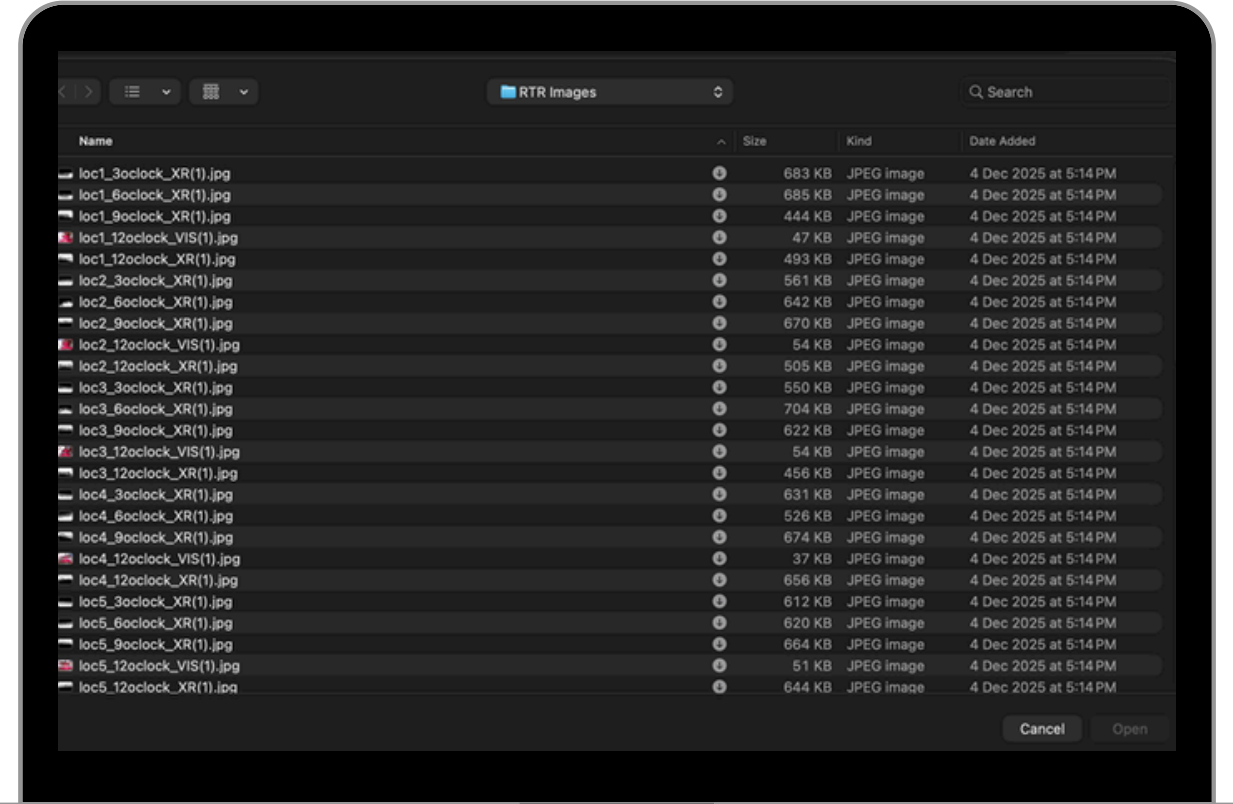 RTR Images Search
Name Size Kind Date Added
loc1_3oclock_XR(1).jpg 683 KB JPEG image 4 Dec 2025 at 5:14 PM
loc1_6oclock_XR(1).jpg 685 KB JPEG image 4 Dec 2025 at 5:14 PM
loc1_9oclock_XR(1).jpg 444 KB JPEG image 4 Dec 2025 at 5:14 PM
loc1_12oclock_VIS(1).jpg 47 KB JPEG image 4 Dec 2025 at 5:14 PM
loc1_12oclock_XR(1).jpg 493 KB JPEG image 4 Dec 2025 at 5:14 PM
loc2_3oclock_XR(1).jpg 561 KB JPEG image 4 Dec 2025 at 5:14 PM
loc2_6oclock_XR(1).jpg 642 KB JPEG image 4 Dec 2025 at 5:14 PM
loc2_9oclock_XR(1).jpg 670 KB JPEG image 4 Dec 2025 at 5:14 PM
loc2_12oclock_VIS(1).jpg 54 KB JPEG image 4 Dec 2025 at 5:14 PM
loc2_12oclock_XR(1).jpg 505 KB JPEG image 4 Dec 2025 at 5:14 PM
loc3_3oclock_XR(1).jpg 550 KB JPEG image 4 Dec 2025 at 5:14 PM
loc3_6oclock_XR(1).jpg 704 KB JPEG image 4 Dec 2025 at 5:14 PM
loc3_9oclock_XR(1).jpg 622 KB JPEG image 4 Dec 2025 at 5:14 PM
loc3_12oclock_VIS(1).jpg 54 KB JPEG image 4 Dec 2025 at 5:14 PM
loc3_12oclock_XR(1).jpg 456 KB JPEG image 4 Dec 2025 at 5:14 PM
loc4_3oclock_XR(1).jpg 631 KB JPEG image 4 Dec 2025 at 5:14 PM
loc4_6oclock_XR(1).jpg 526 KB JPEG image 4 Dec 2025 at 5:14 PM
loc4_9oclock_XR(1).jpg 674 KB JPEG image 4 Dec 2025 at 5:14 PM
loc4_12oclock_VIS(1).jpg 37 KB JPEG image 4 Dec 2025 at 5:14 PM
loc4_12oclock_XR(1).jpg 656 KB JPEG image 4 Dec 2025 at 5:14 PM
loc5_3oclock_XR(1).jpg 612 KB JPEG image 4 Dec 2025 at 5:14 PM
loc5_6oclock_XR(1).jpg 620 KB JPEG image 4 Dec 2025 at 5:14 PM
loc5_9oclock_XR(1).jpg 664 KB JPEG image 4 Dec 2025 at 5:14 PM
loc5_12oclock_VIS(1).jpg 51 KB JPEG image 4 Dec 2025 at 5:14 PM
loc5_12oclock_XR(1).jpg 644 KB JPEG image 4 Dec 2025 at 5:14 PM
Cancel Open